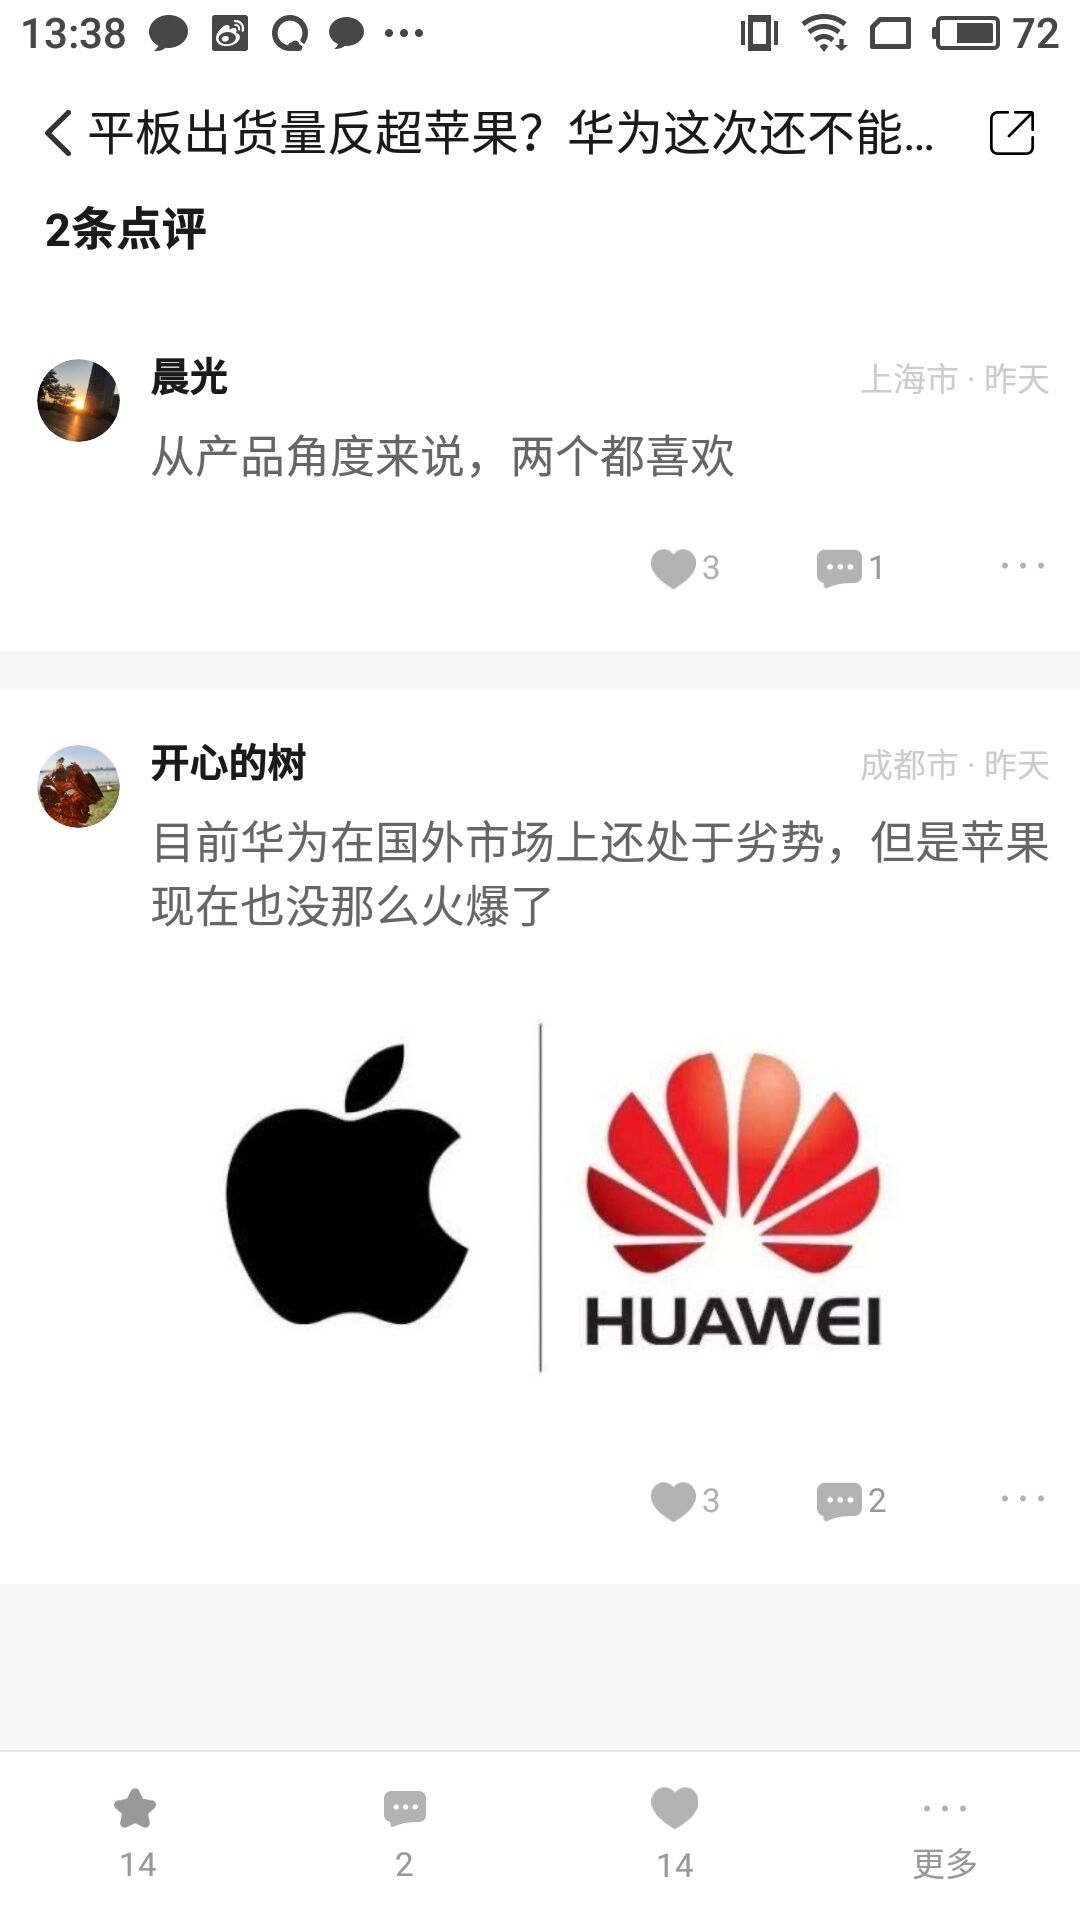 13:38
72
平板出货量反超苹果？华为这次还不能...
2条点评
晨光
上海市 · 昨天
从产品角度来说，两个都喜欢
3
1
开心的树
成都市 · 昨天
目前华为在国外市场上还处于劣势，但是苹果
现在也没那么火爆了
HUAWEI
3
2
14
2
14
更多